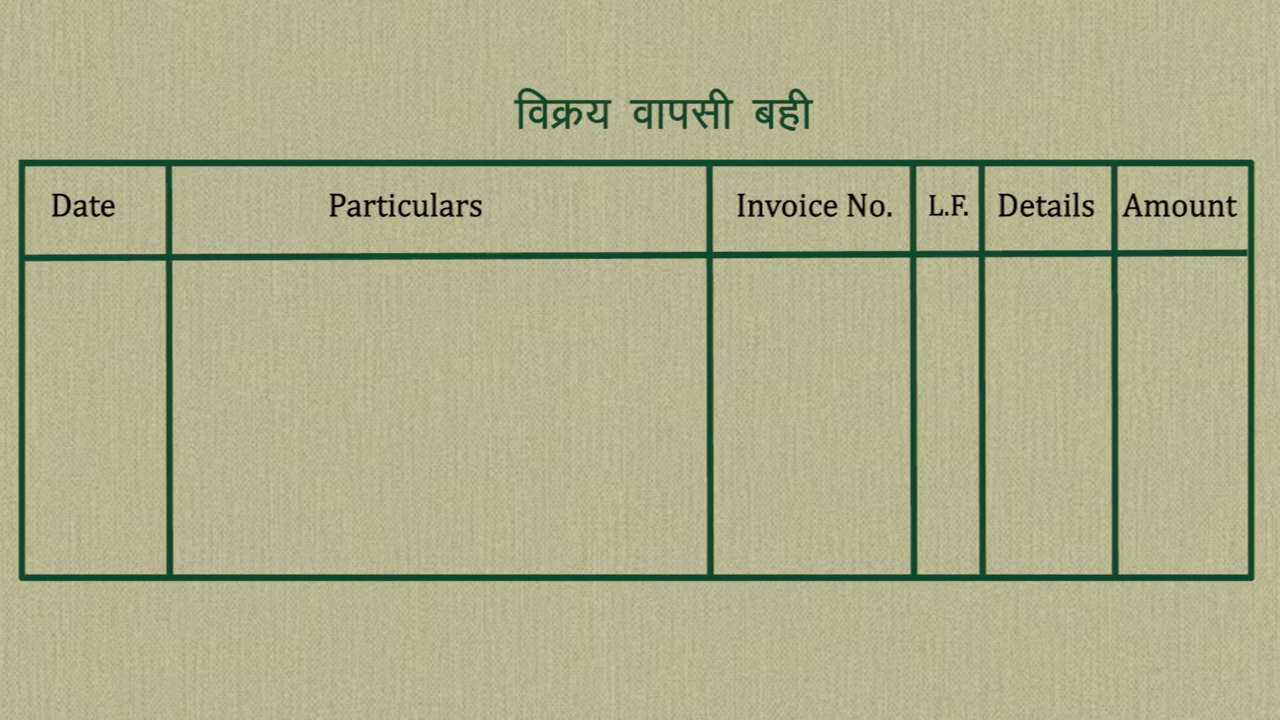 विक्रय वापसी बही
Date Particulars Invoice No. L.F. Details Amount